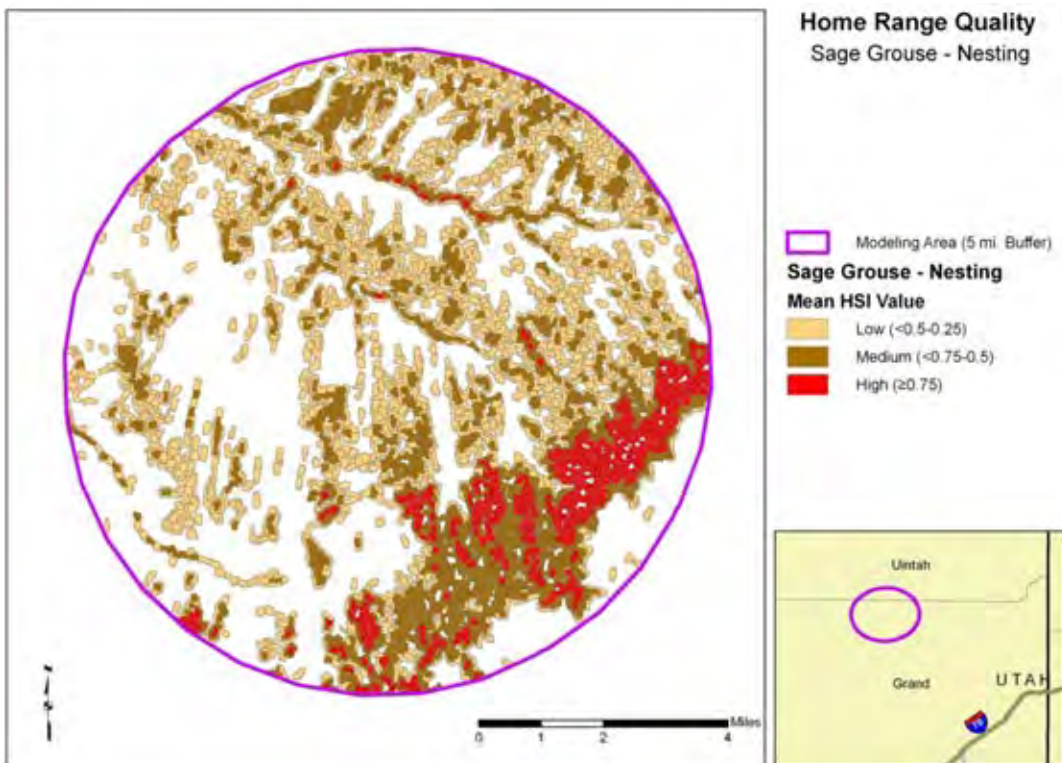 Home Range Quality
Sage Grouse - Nesting
Modeling Area (5 mi. Buffer)
Sage Grouse - Nesting
Mean HSI Value
Low (<0.5-0.25)
Medium (<0.75-0.5)
High (≥0.75)
Miles
0 1 2 4
Uintah
Grand
UTAH